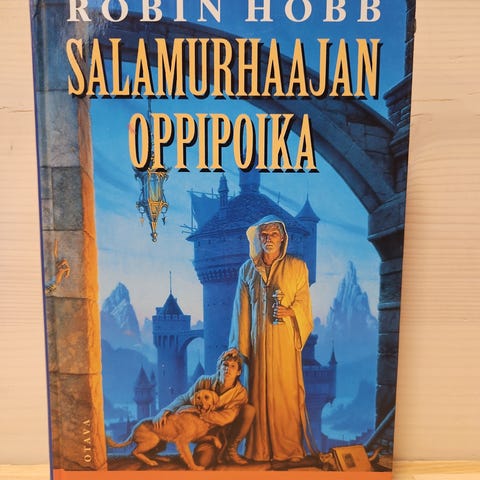 ROBIN HOBB
SALAMURHAAJAN
OPPIPOIKA
OTAVA